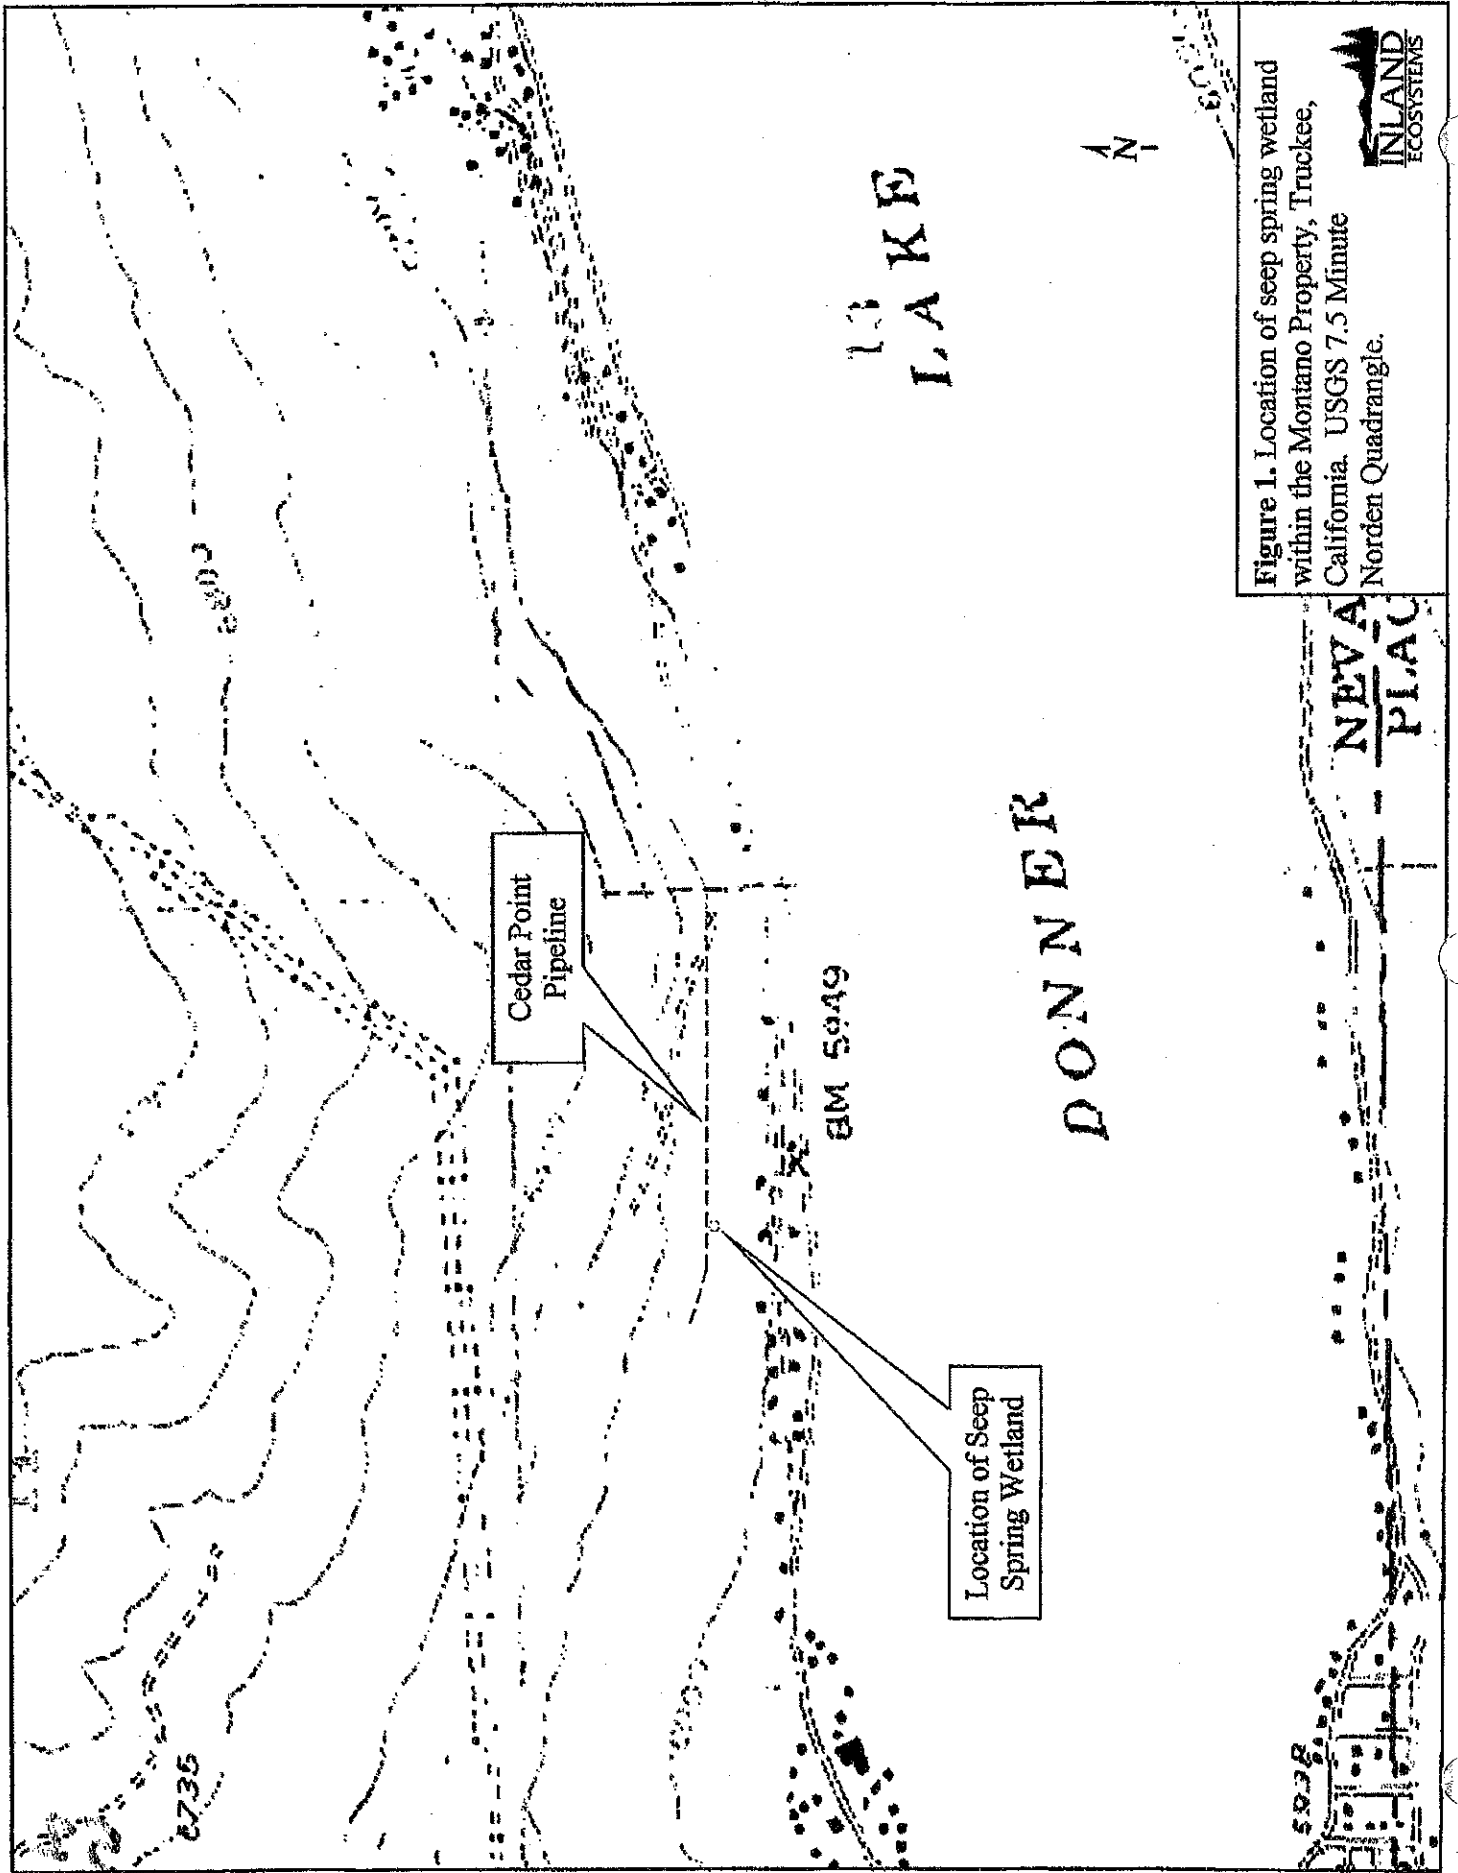 6735
Cedar Point
Pipeline
BM 5949
13
LAKE
DONNER
Location of Seep
Spring Wetland
N
NEVA
PLAC
Figure 1. Location of seep spring wetland
within the Montano Property, Truckee,
California. USGS 7.5 Minute
Norden Quadrangle.
INLAND
ECOSYSTEMS